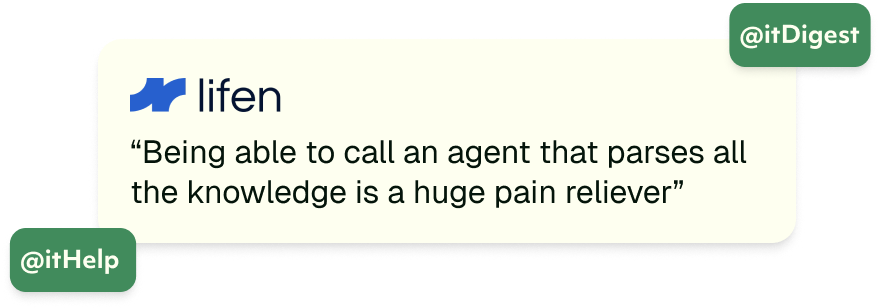 @itDigest
lifen
“Being able to call an agent that parses all
the knowledge is a huge pain reliever”
@itHelp